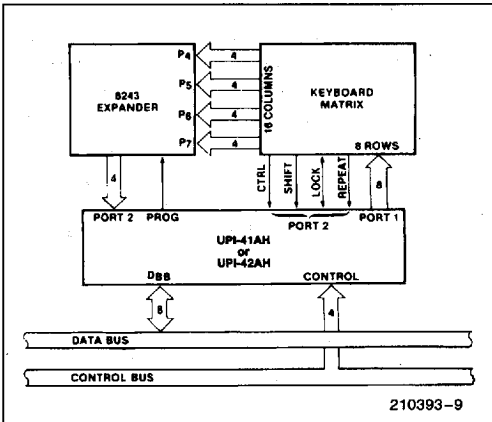 8243
EXPANDER
P4
P5
P6
P7
4
4
4
4
16 COLUMNS
KEYBOARD
MATRIX
8 ROWS
4
CTRL
SHIFT
LOCK
REPEAT
8
PORT 2
PROG
PORT 2
PORT 1
UPI-41AH
or
UPI-42AH
DBB
CONTROL
8
4
DATA BUS
CONTROL BUS
210393-9